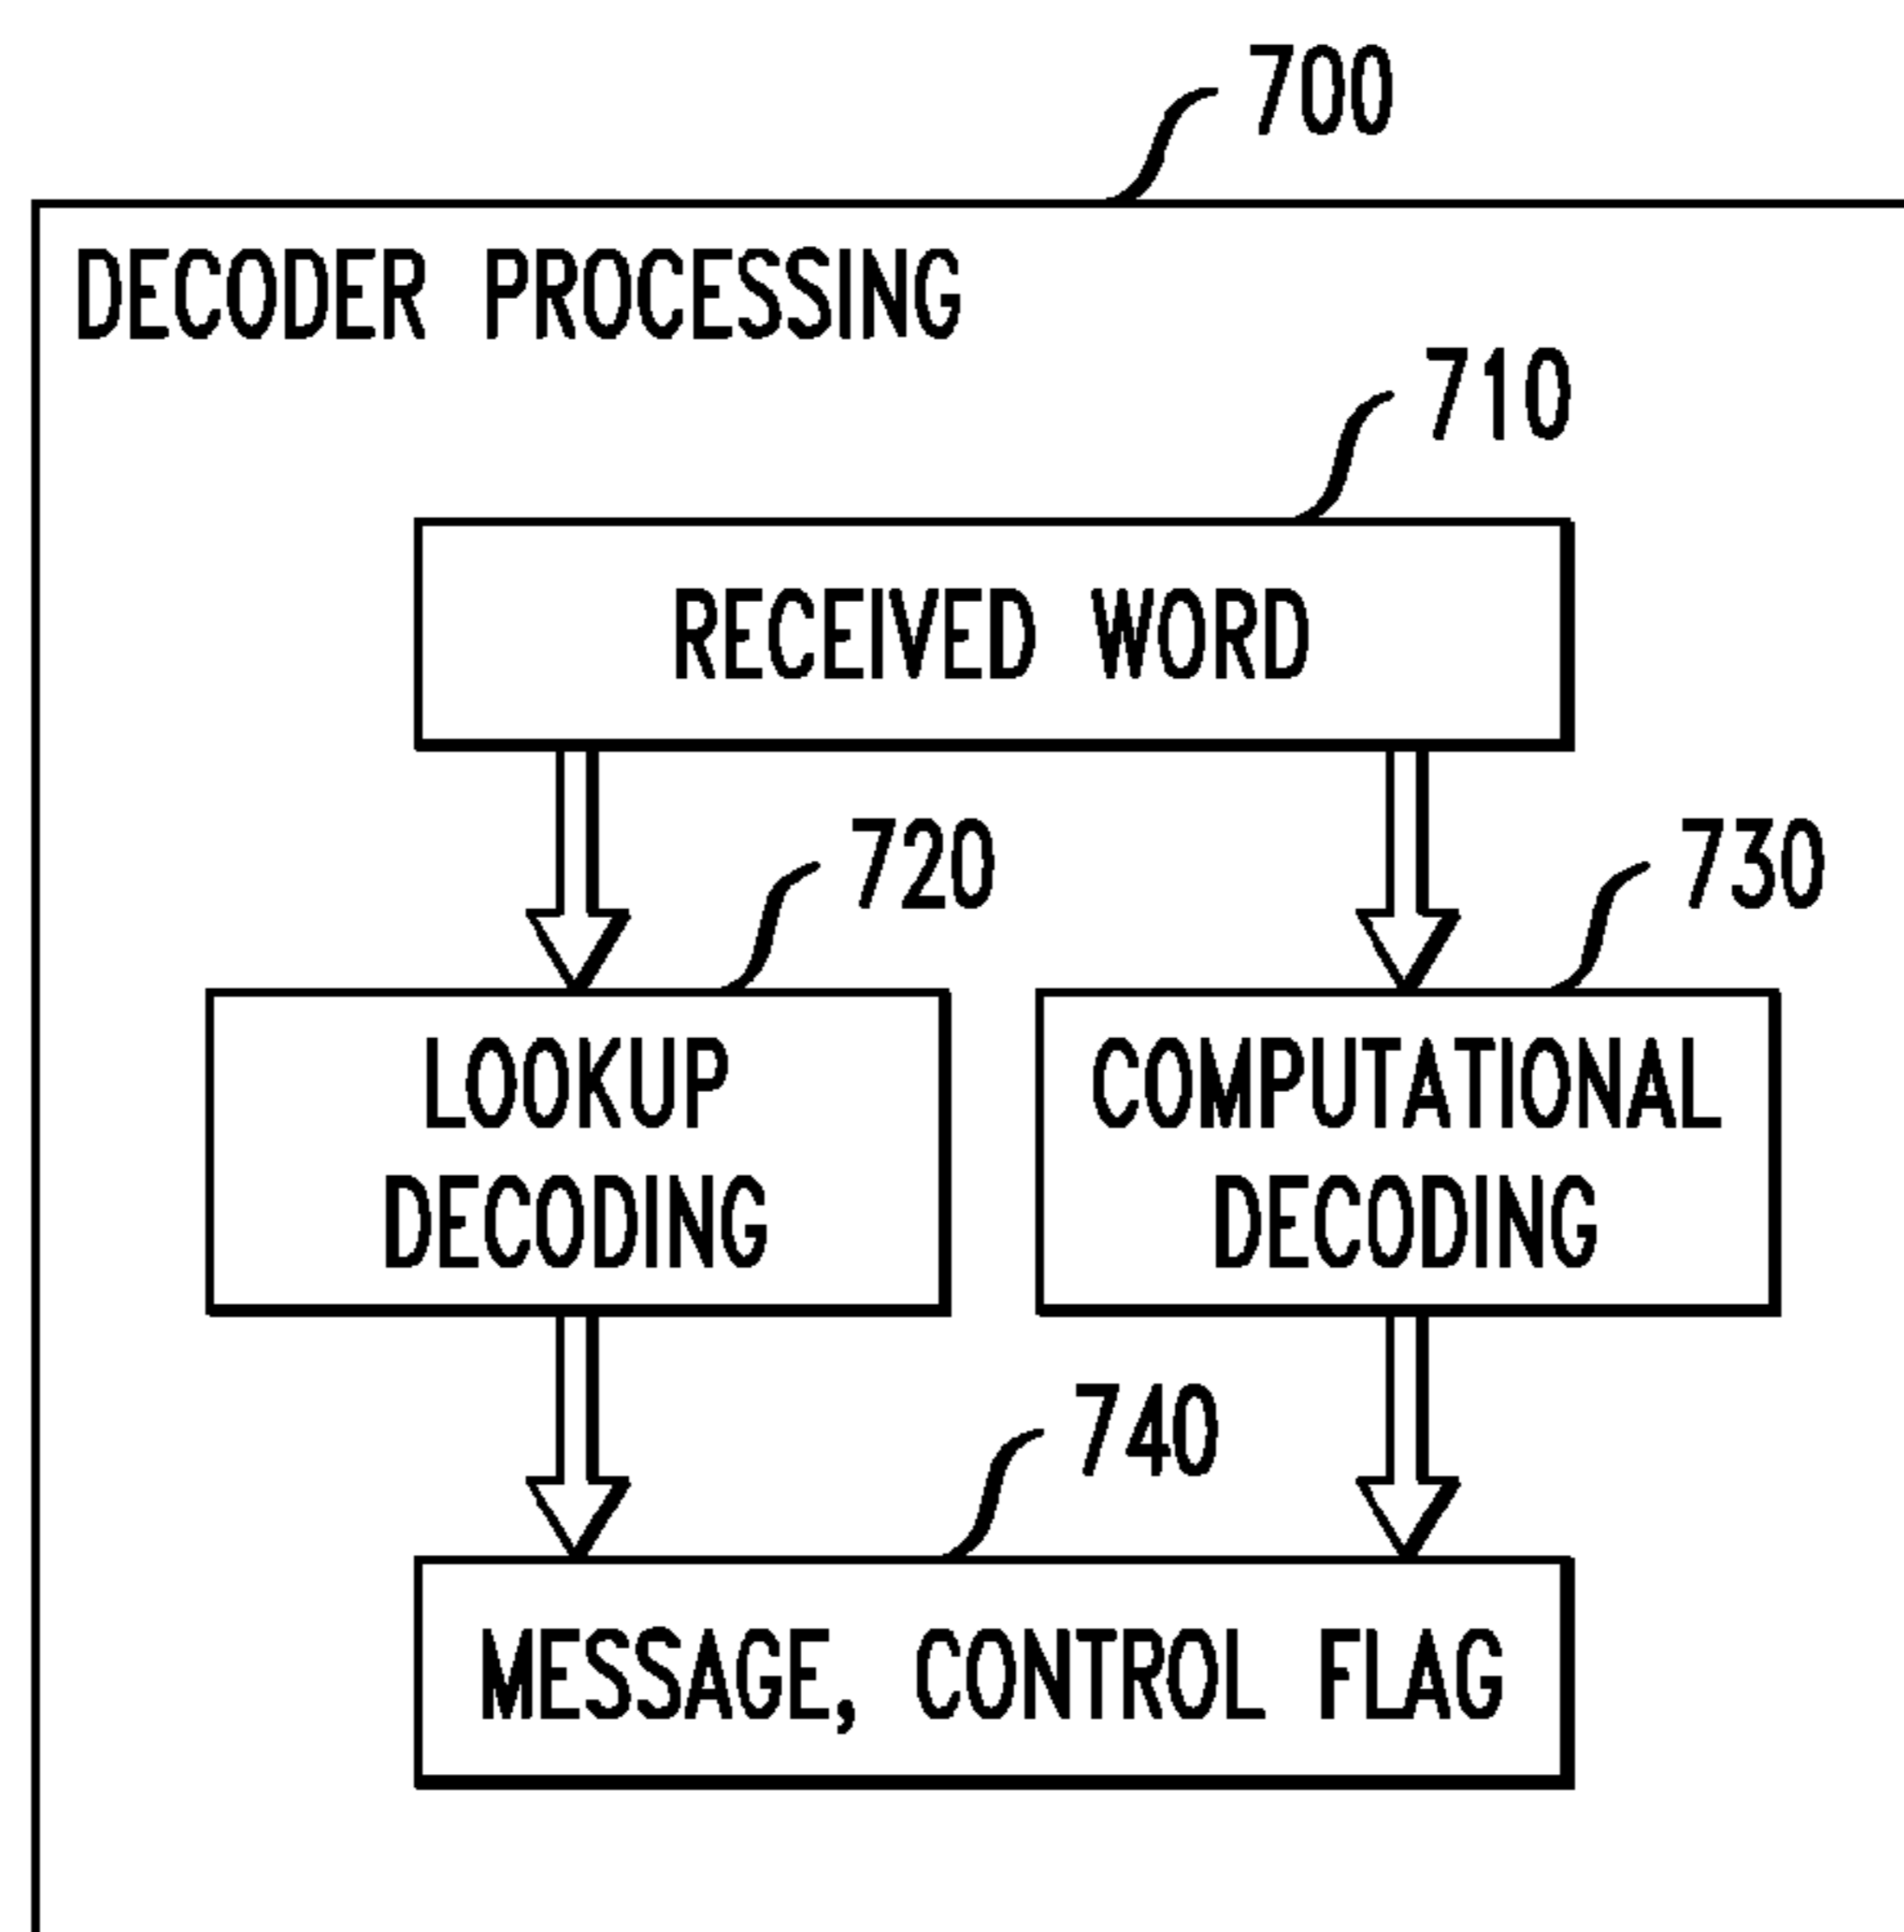 700
DECODER PROCESSING
710
RECEIVED WORD
720
730
LOOKUP
DECODING
COMPUTATIONAL
DECODING
740
MESSAGE, CONTROL FLAG